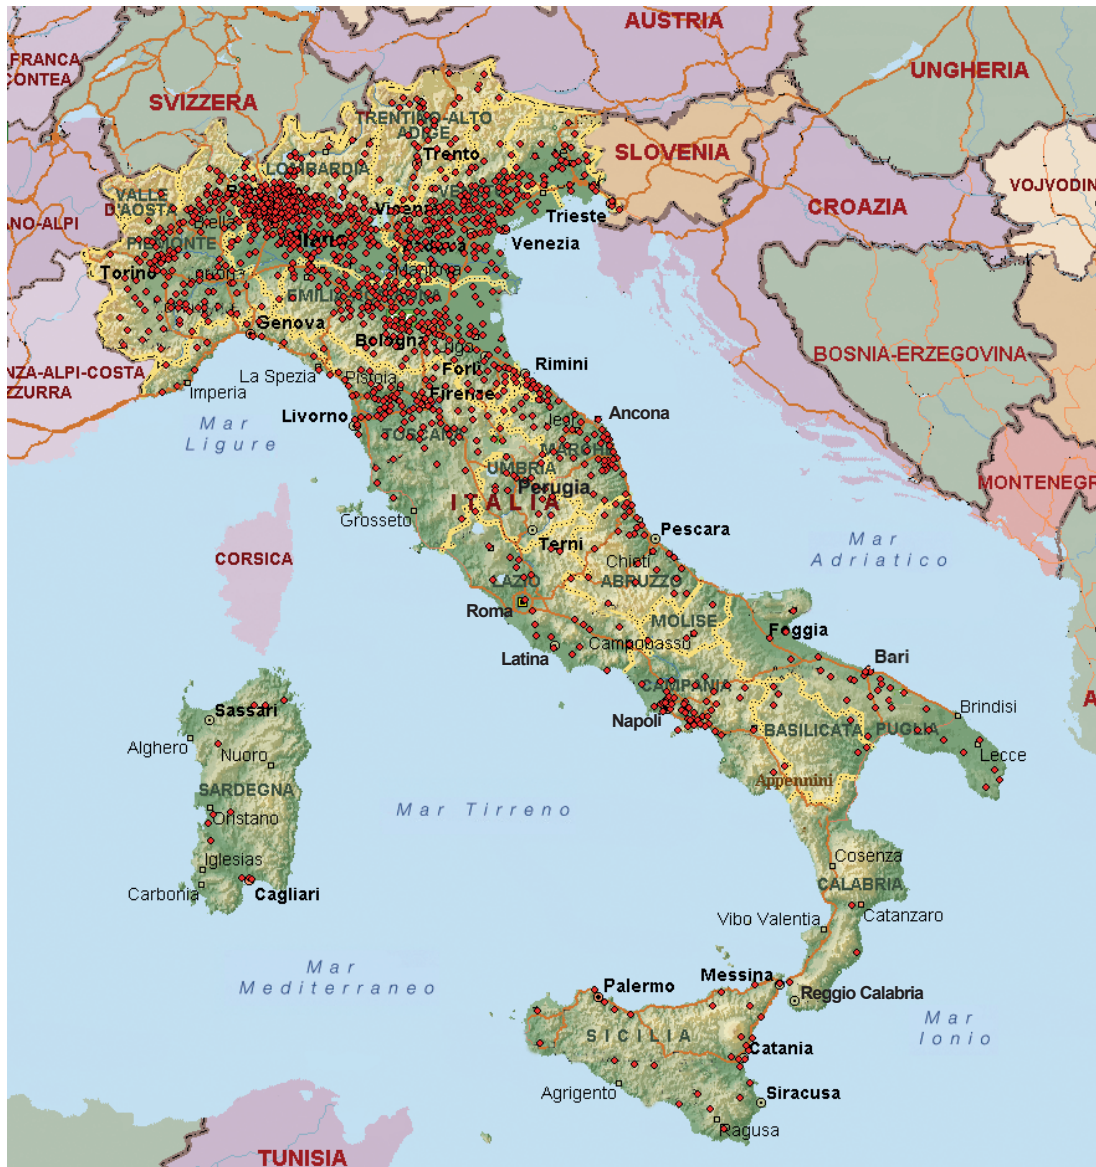 AUSTRIA
FRANCA
CONTEA
UNGHERIA
SVIZZERA
TRENTINO-ALTO
ADIGE
SLOVENIA
Trento
LOMBARDIA
VOJVODIN
VALLE
D'AOSTA
CROAZIA
Trieste
NO-ALPI
PIEMONTE
Venezia
Torino
Mantova
Genova
Bologna
BOSNIA-ERZEGOVINA
Rimini
Forlì
NZA-ALPI-COSTA
ZZURRA
La Spezia
Pistoia
Imperia
Firenze
Livorno
Ancona
Mar
Ligure
Jesi
TOSCANA
MARCHE
UMBRIA
Perugia
MONTENEGR
ITALIA
Grosseto
Pescara
Terni
Mar
Adriatico
CORSICA
Chieti
LAZIO
ABRUZZO
Roma
MOLISE
Foggia
Campobasso
Latina
Bari
CAMPANIA
Sassari
Napoli
Brindisi
BASILICATA
PUGLIA
Alghero
Nuoro
Lecce
Appennini
SARDEGNA
Mar Tirreno
Oristano
Iglesias
Cosenza
Carbonia
Cagliari
CALABRIA
Vibo Valentia
Catanzaro
Mar
Mediterraneo
Messina
Palermo
Reggio Calabria
Mar
Ionio
SICILIA
Catania
Agrigento
Siracusa
Ragusa
TUNISIA